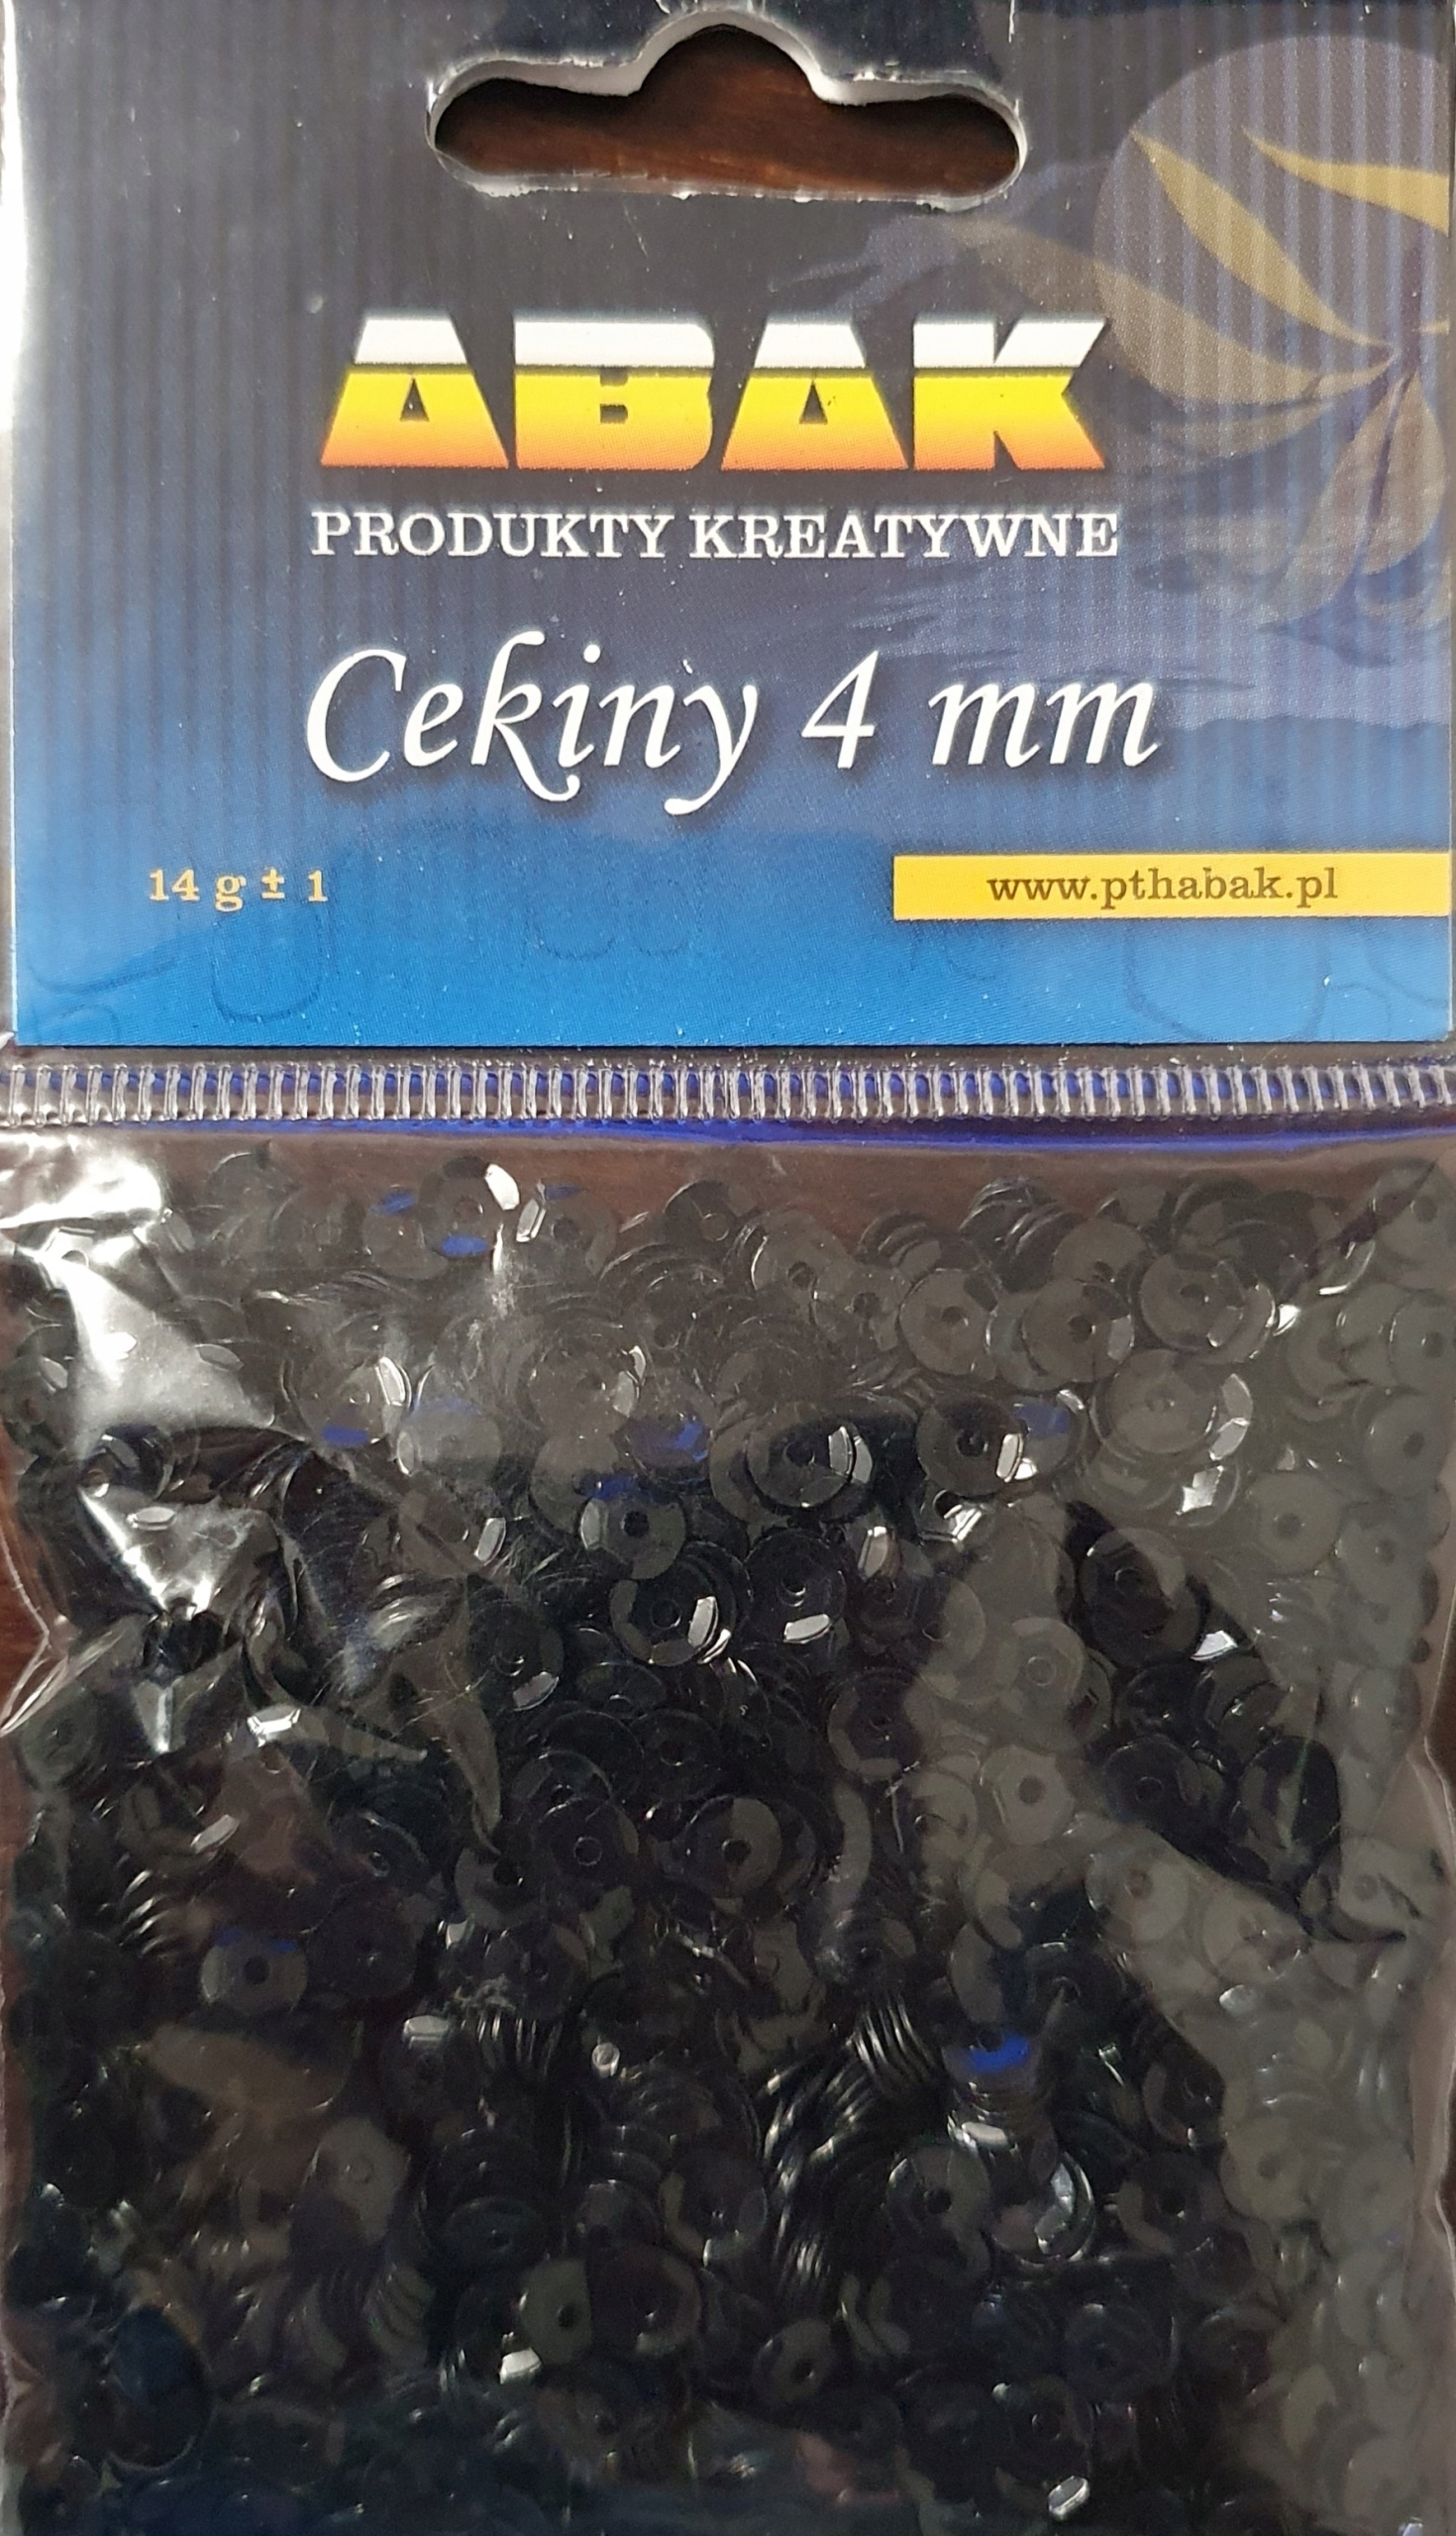 ABAK
PRODUKTY KREATYWNE
Cekiny 4 mm
14 g ± 1
www.pthabak.pl